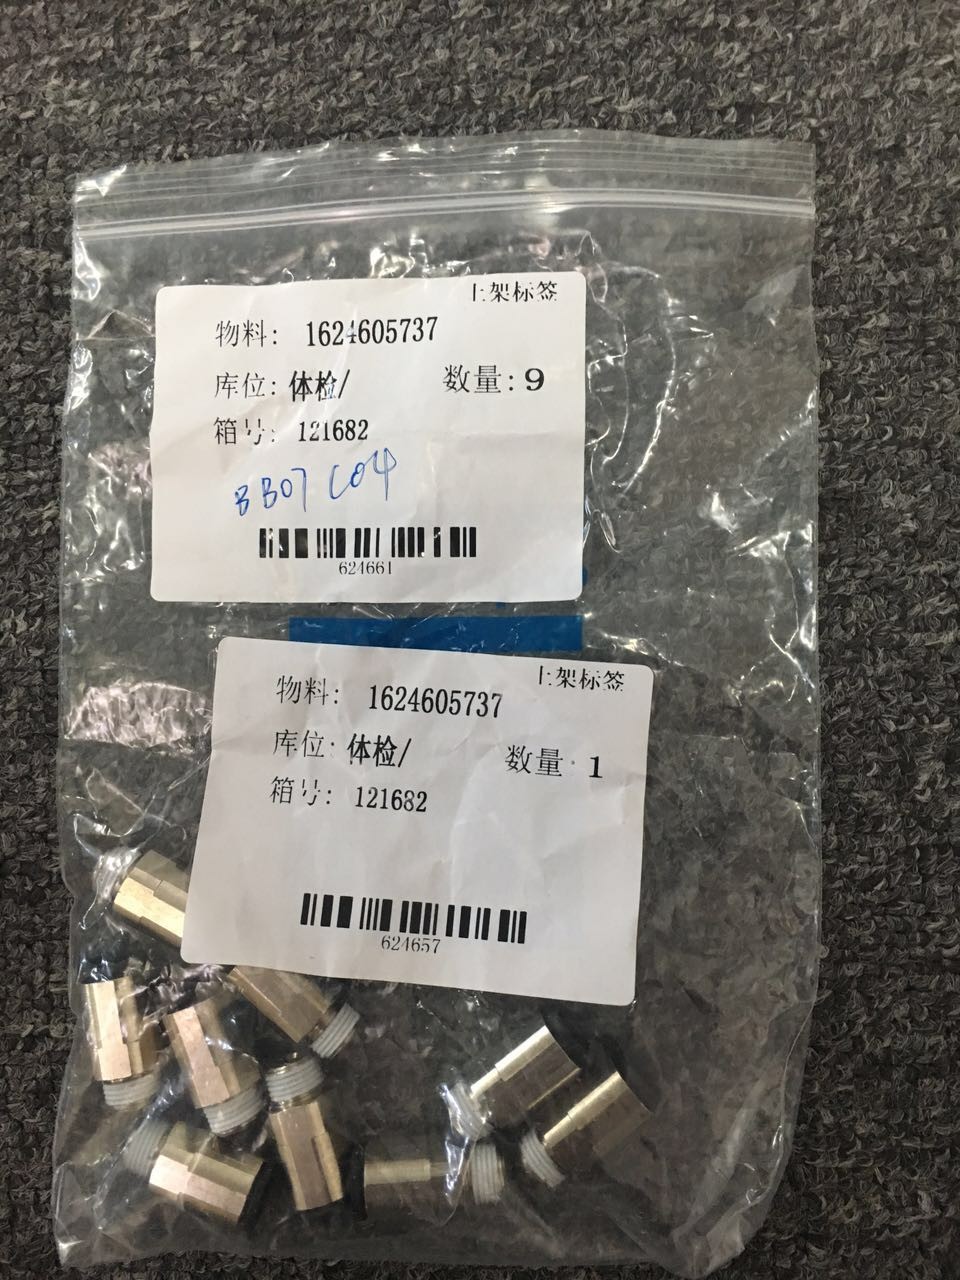 上架标签
物料: 1624605737
库位: 体检/ 数量: 9
箱号: 121682
BB07 C04
624661
上架标签
物料: 1624605737
库位: 体检/ 数量: 1
箱号: 121682
624657